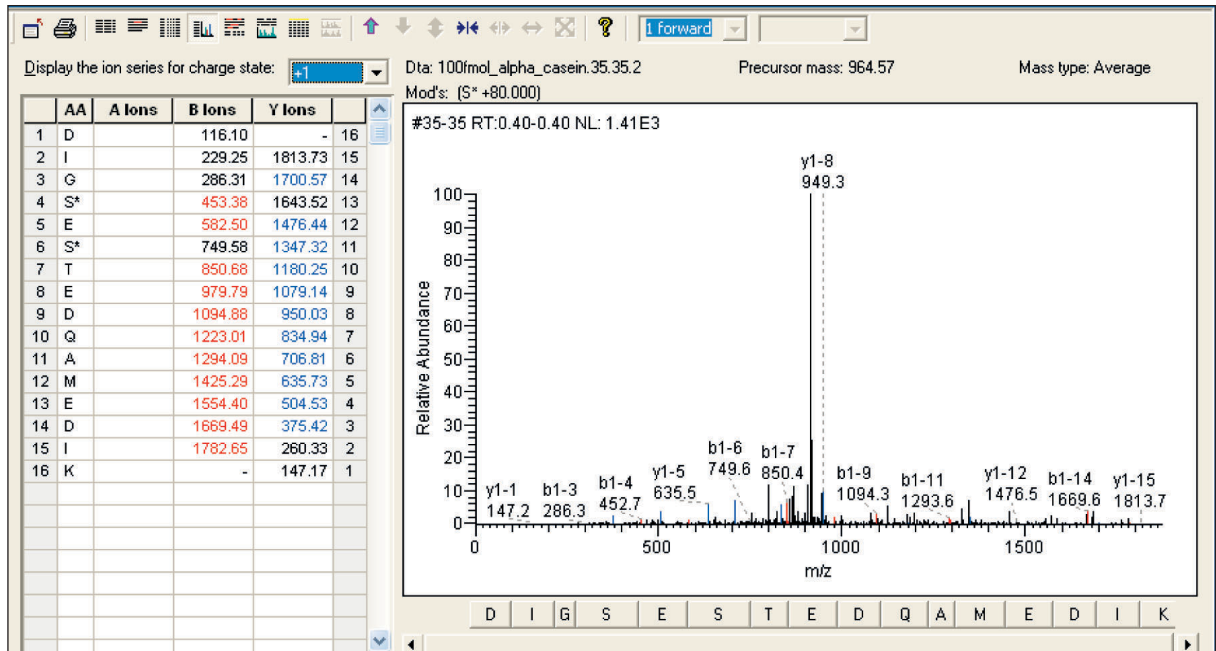 1 forward
Display the ion series for charge state: +1
Dta: 100fmol_alpha_casein.35.35.2 Precursor mass: 964.57 Mass type: Average
Mod's: (S* +80.000)
AA A Ions B Ions Y Ions
1 D 116.10 - 16
2 I 229.25 1813.73 15
3 G 286.31 1700.57 14
4 S* 453.38 1643.52 13
5 E 582.50 1476.44 12
6 S* 749.58 1347.32 11
7 T 850.68 1180.25 10
8 E 979.79 1079.14 9
9 D 1094.88 950.03 8
10 Q 1223.01 834.94 7
11 A 1294.09 706.81 6
12 M 1425.29 635.73 5
13 E 1554.40 504.53 4
14 D 1669.49 375.42 3
15 I 1782.65 260.33 2
16 K - 147.17 1
#35-35 RT:0.40-0.40 NL: 1.41E3
Relative Abundance
100
90
80
70
60
50
40
30
20
10
0
y1-1
147.2
b1-3
286.3
b1-4
452.7
y1-5
635.5
b1-6
749.6
b1-7
850.4
y1-8
949.3
b1-9
1094.3
b1-11
1293.6
y1-12
1476.5
b1-14
1669.6
y1-15
1813.7
0 500 1000 1500
m/z
D I G S E S T E D Q A M E D I K